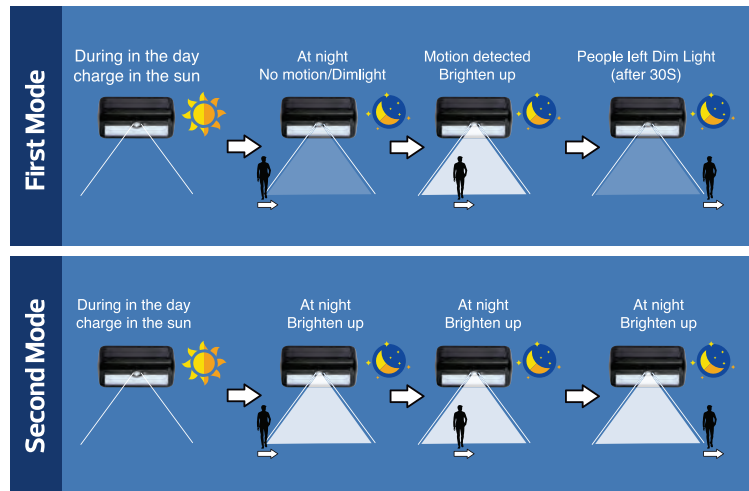 First Mode
During in the day
charge in the sun
At night
No motion/Dimlight
Motion detected
Brighten up
People left Dim Light
(after 30S)
Second Mode
During in the day
charge in the sun
At night
Brighten up
At night
Brighten up
At night
Brighten up